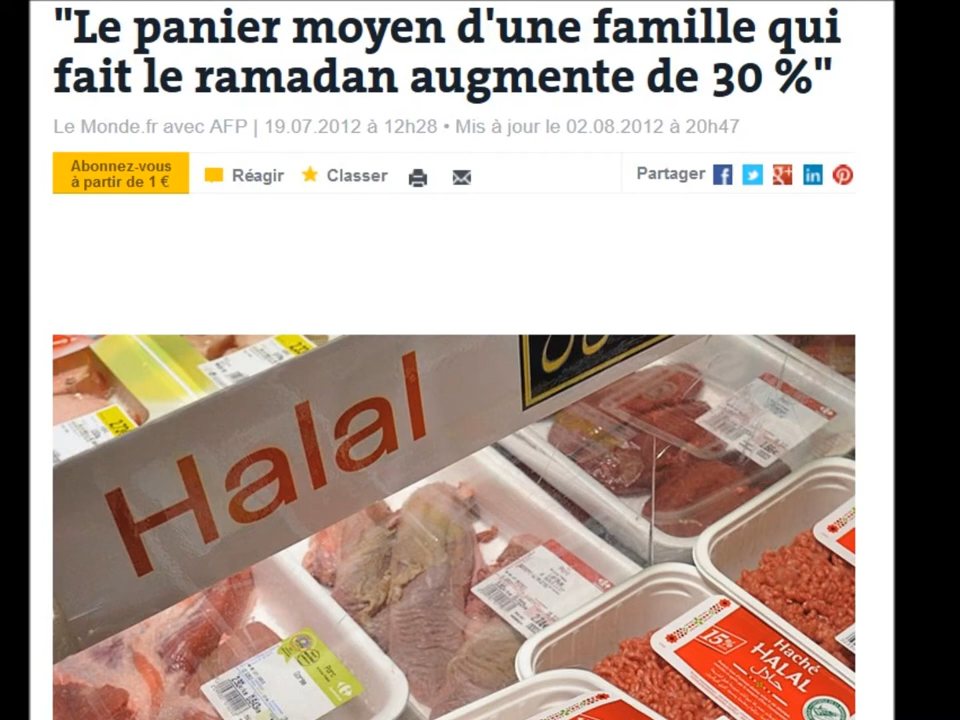 "Le panier moyen d'une famille qui
fait le ramadan augmente de 30 %"
Le Monde.fr avec AFP | 19.07.2012 à 12h28 • Mis à jour le 02.08.2012 à 20h47
Abonnez-vous
à partir de 1 €
Réagir
Classer
Partager
Halal
15%
Haché
HALAL
حلال